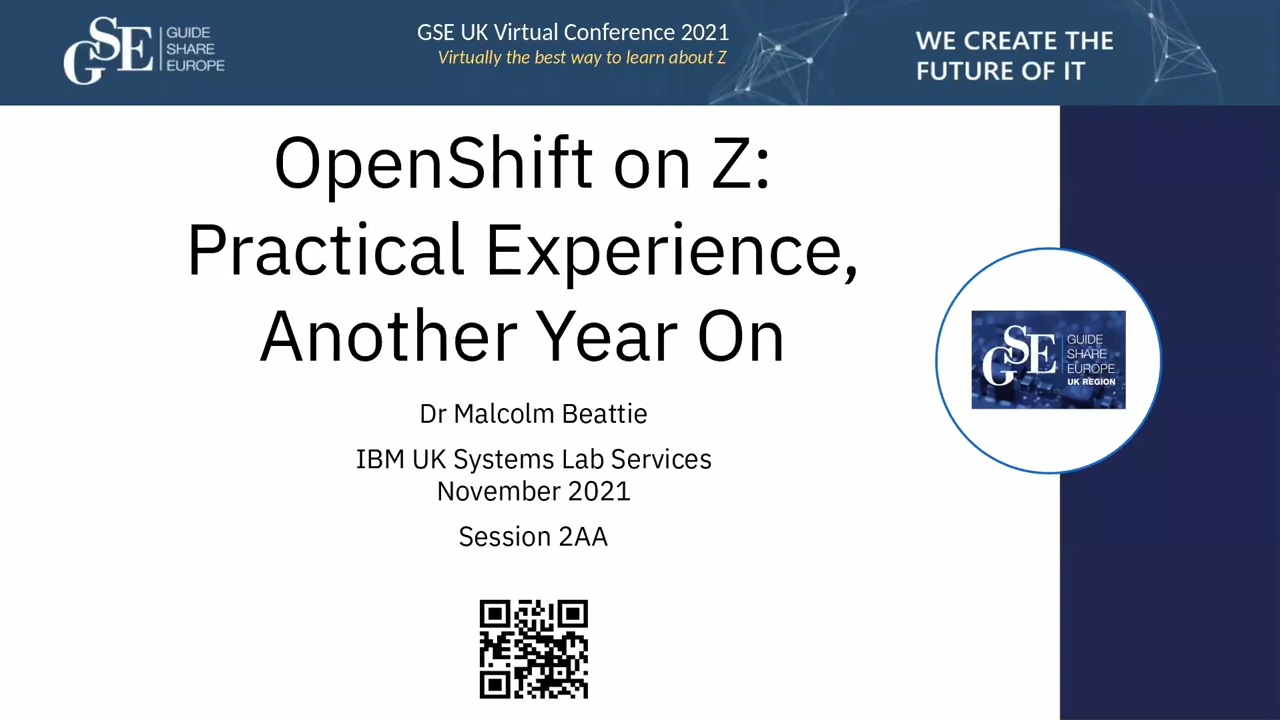 GSE
GUIDE
SHARE
EUROPE
GSE UK Virtual Conference 2021
Virtually the best way to learn about Z
WE CREATE THE
FUTURE OF IT
OpenShift on Z:
Practical Experience,
Another Year On
Dr Malcolm Beattie
IBM UK Systems Lab Services
November 2021
Session 2AA
GSE
GUIDE
SHARE
EUROPE
UK REGION